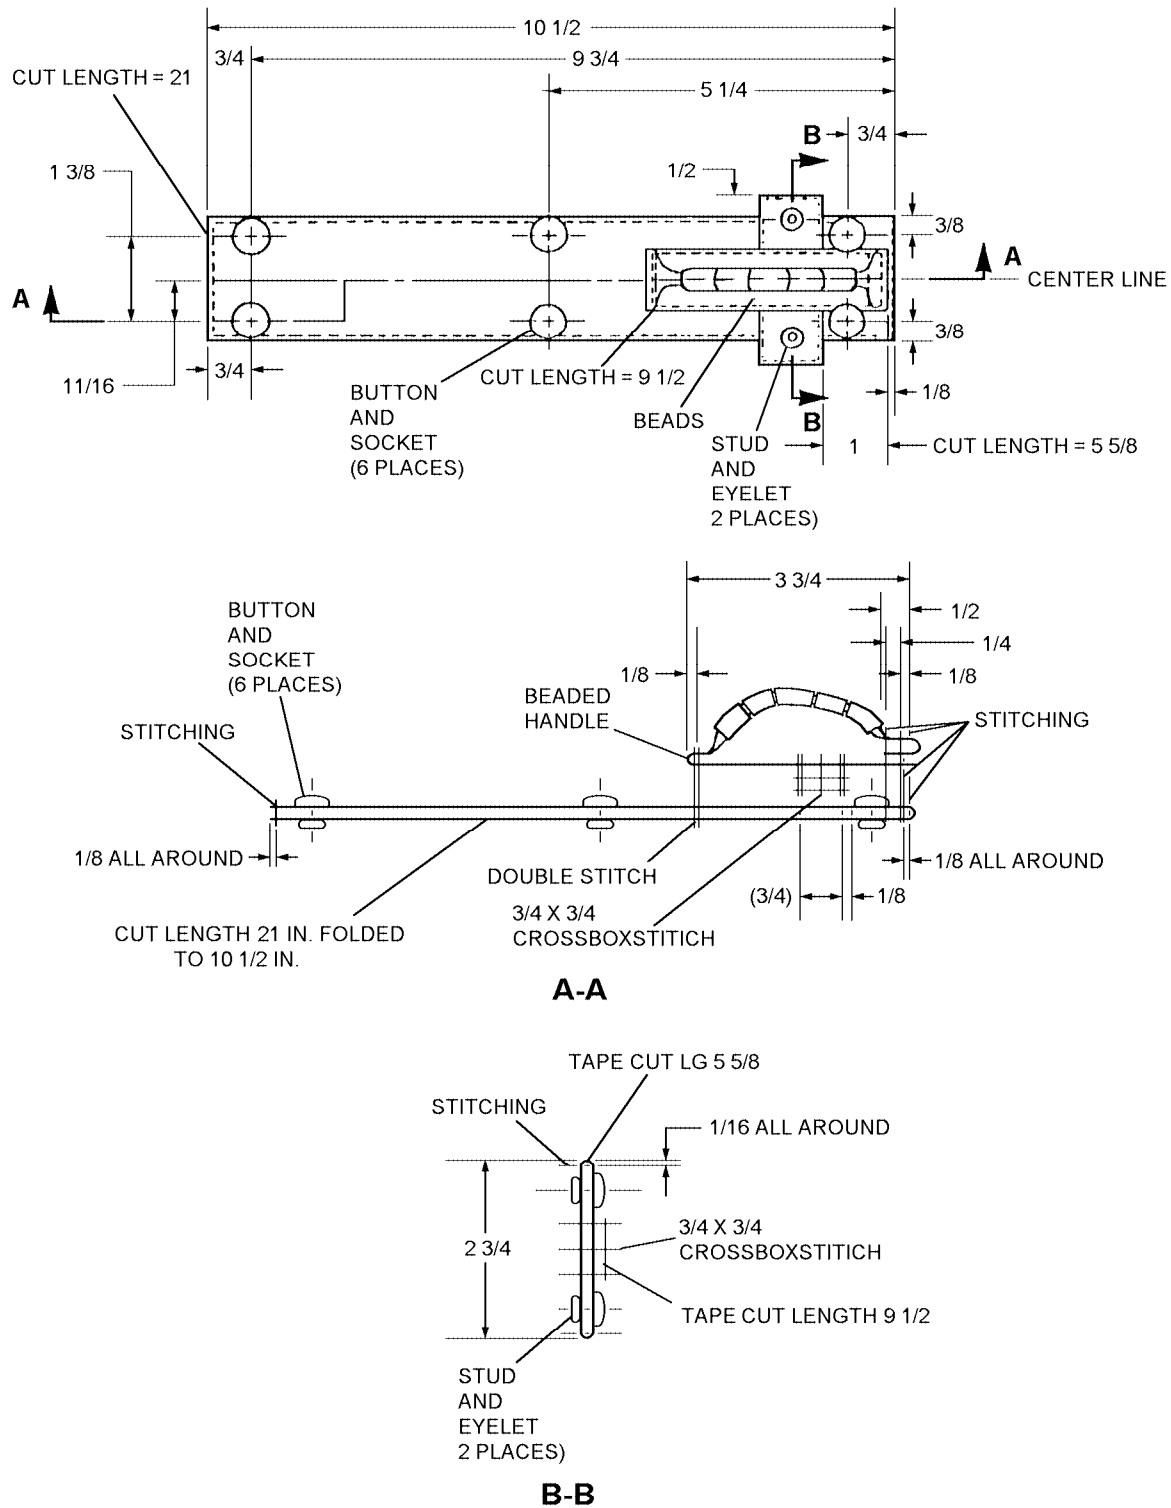 10 1/2
3/4
9 3/4
CUT LENGTH = 21
5 1/4
B
3/4
1 3/8
1/2
3/8
A
CENTER LINE
A
3/8
11/16
3/4
CUT LENGTH = 9 1/2
1/8
BUTTON
AND
SOCKET
(6 PLACES)
BEADS
B
STUD
AND
EYELET
2 PLACES)
1
CUT LENGTH = 5 5/8
3 3/4
BUTTON
AND
SOCKET
(6 PLACES)
1/2
1/4
1/8
1/8
BEADED
HANDLE
STITCHING
STITCHING
1/8 ALL AROUND
1/8 ALL AROUND
DOUBLE STITCH
(3/4)
1/8
3/4 X 3/4
CROSSBOXSTITICH
CUT LENGTH 21 IN. FOLDED
TO 10 1/2 IN.
A-A
TAPE CUT LG 5 5/8
STITCHING
1/16 ALL AROUND
2 3/4
3/4 X 3/4
CROSSBOXSTITICH
TAPE CUT LENGTH 9 1/2
STUD
AND
EYELET
2 PLACES)
B-B